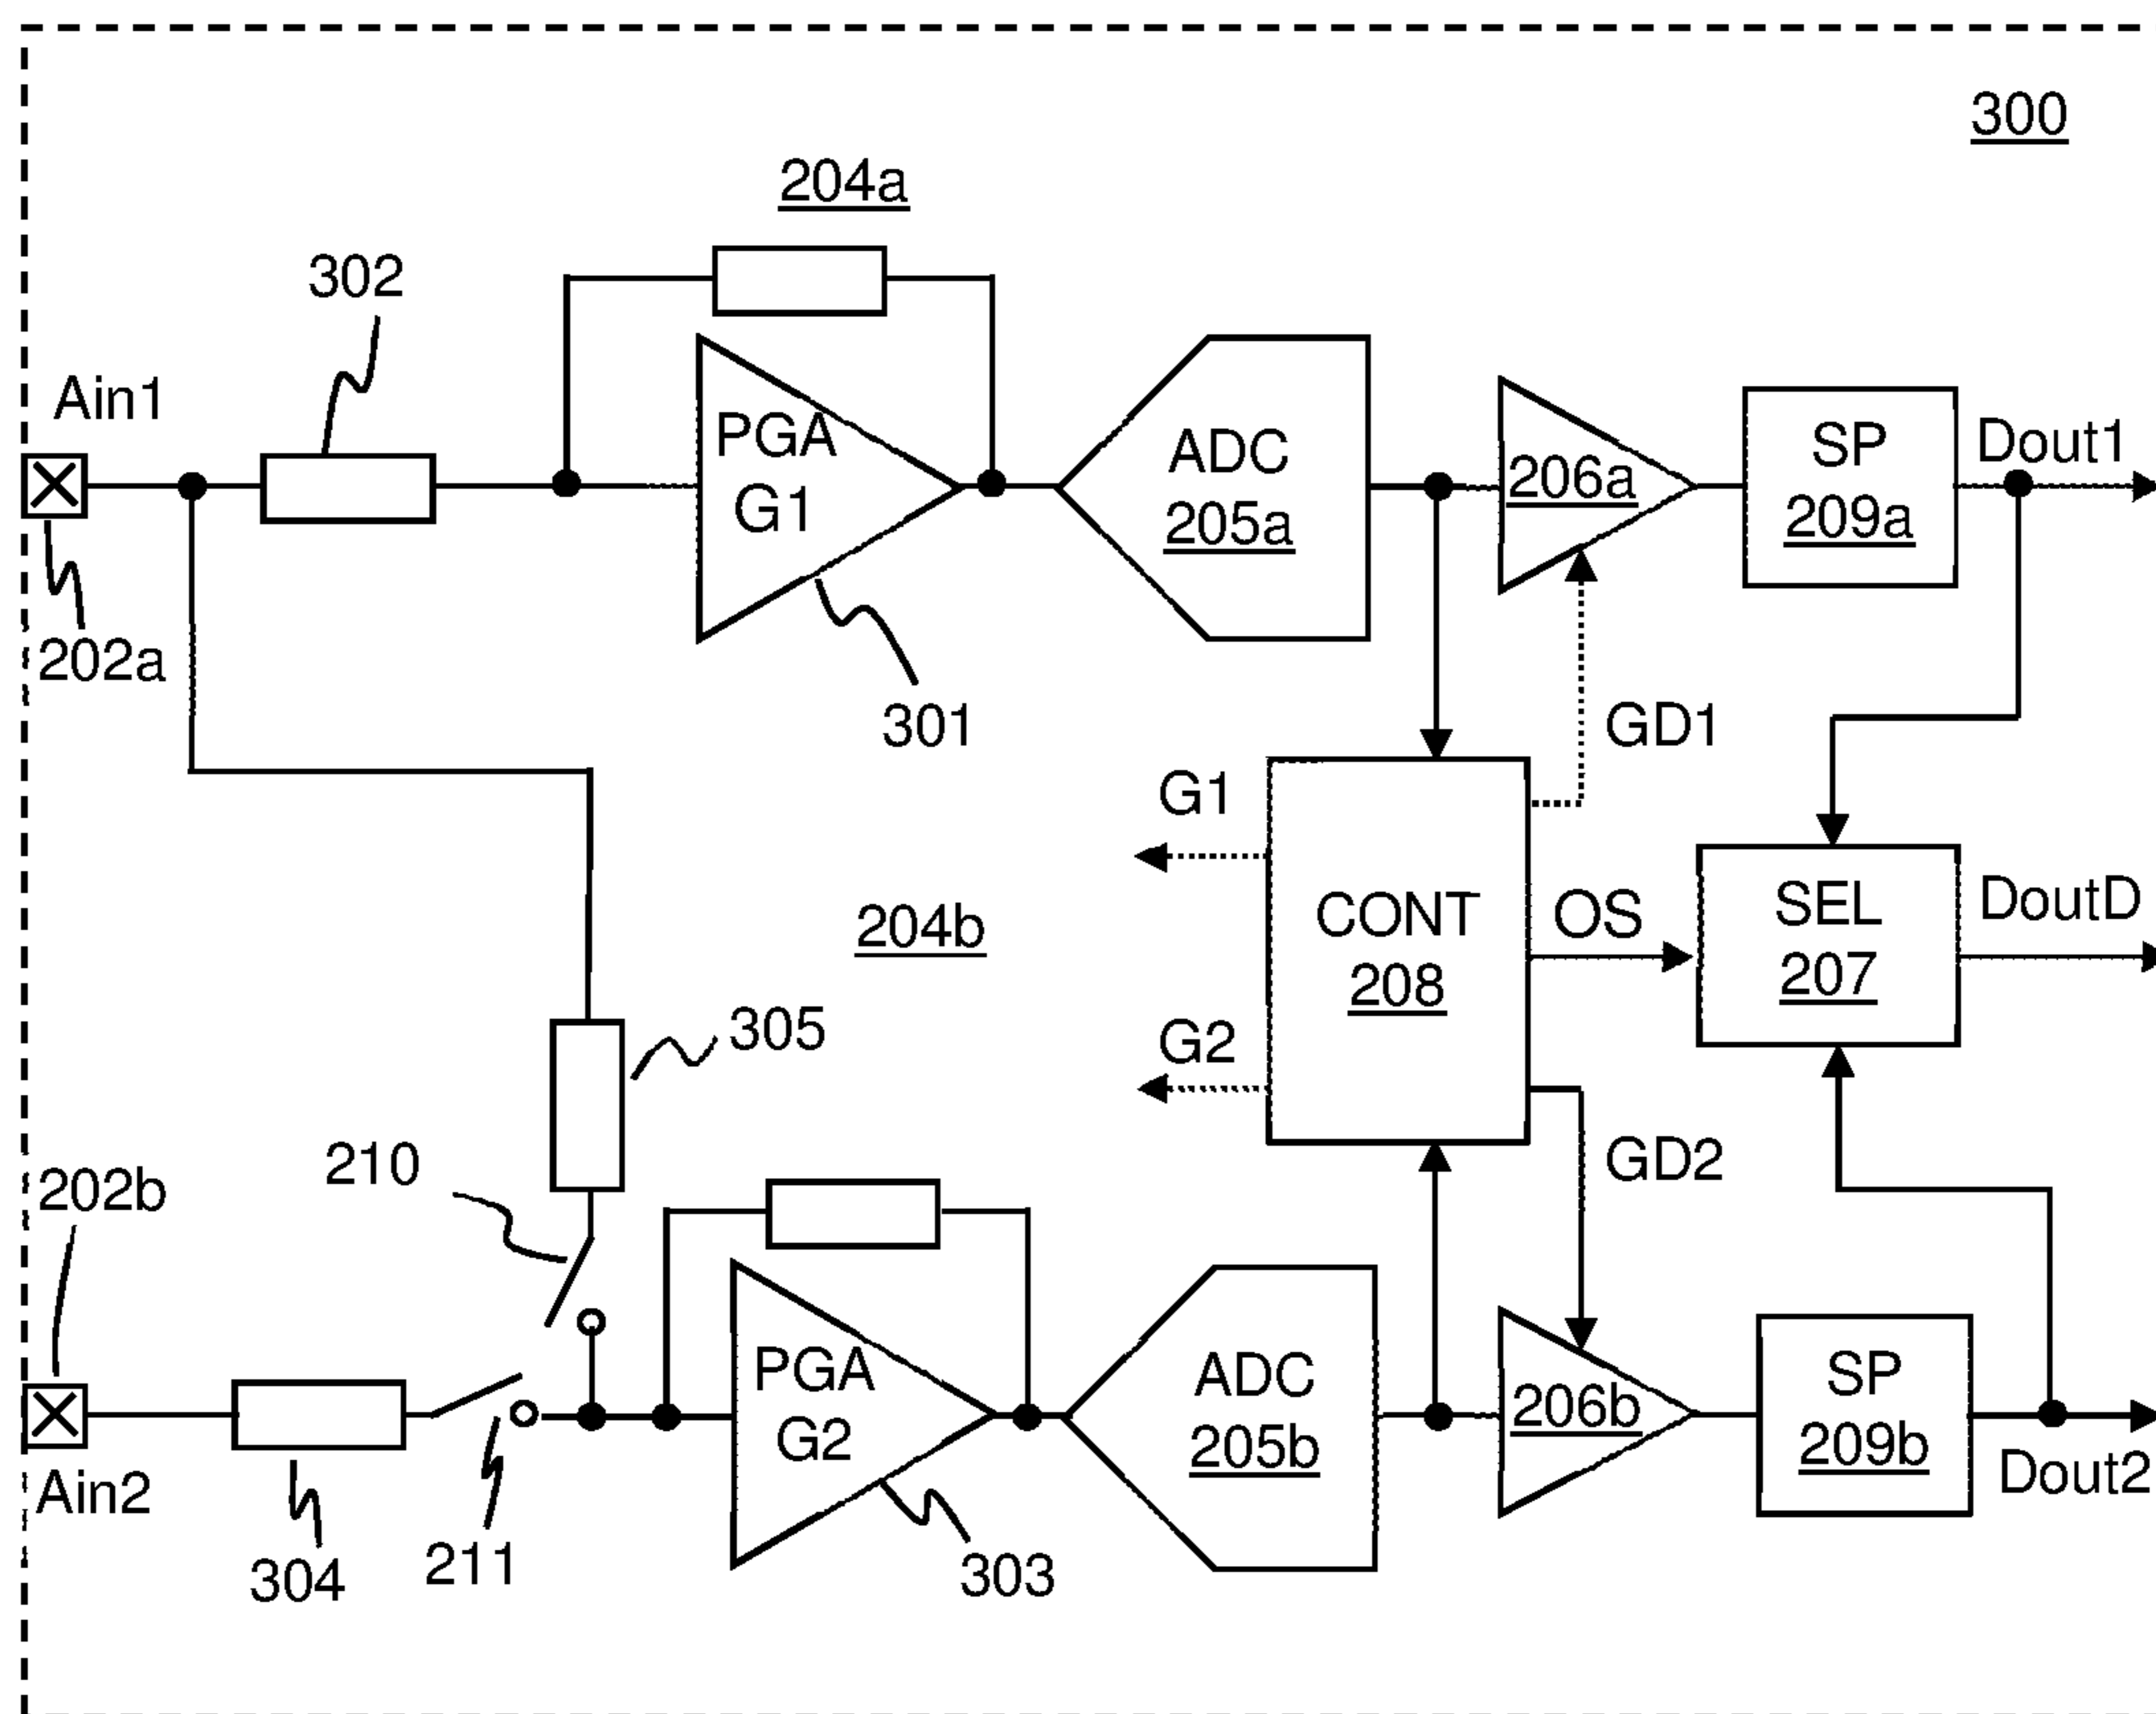 300
204a
302
Ain1
PGA
G1
ADC
205a
206a
SP
209a
Dout1
202a
301
GD1
G1
CONT
208
OS
SEL
207
DoutD
204b
G2
305
210
GD2
202b
PGA
G2
ADC
205b
206b
SP
209b
Dout2
Ain2
304
211
303